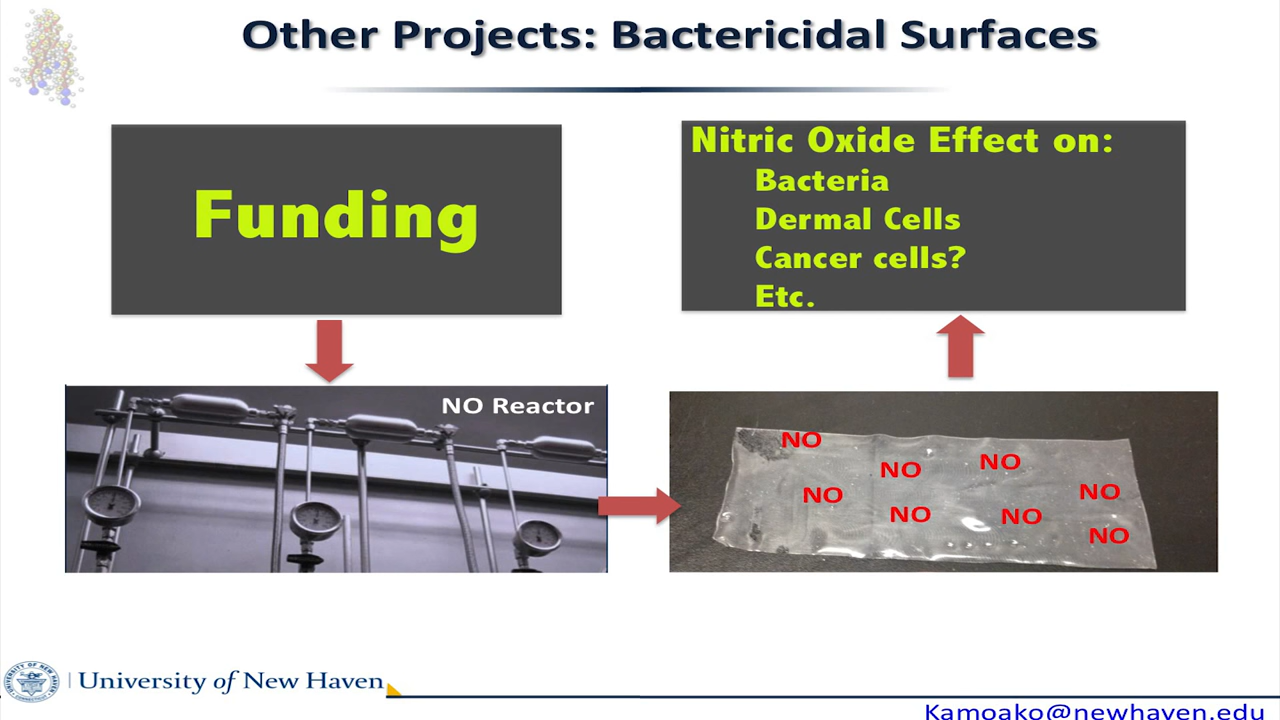 Other Projects: Bactericidal Surfaces
Funding
Nitric Oxide Effect on:
Bacteria
Dermal Cells
Cancer cells?
Etc.
NO Reactor
NO
NO
NO
NO
NO
NO
NO
NO
University of New Haven
Kamoako@newhaven.edu